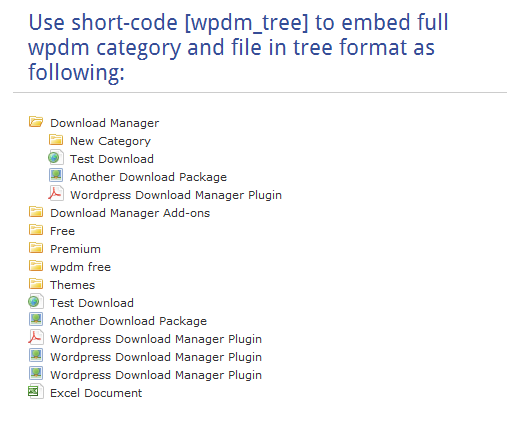 Use short-code [wpdm_tree] to embed full
wpdm category and file in tree format as
following:
Download Manager
New Category
Test Download
Another Download Package
Wordpress Download Manager Plugin
Download Manager Add-ons
Free
Premium
wpdm free
Themes
Test Download
Another Download Package
Wordpress Download Manager Plugin
Wordpress Download Manager Plugin
Wordpress Download Manager Plugin
Excel Document